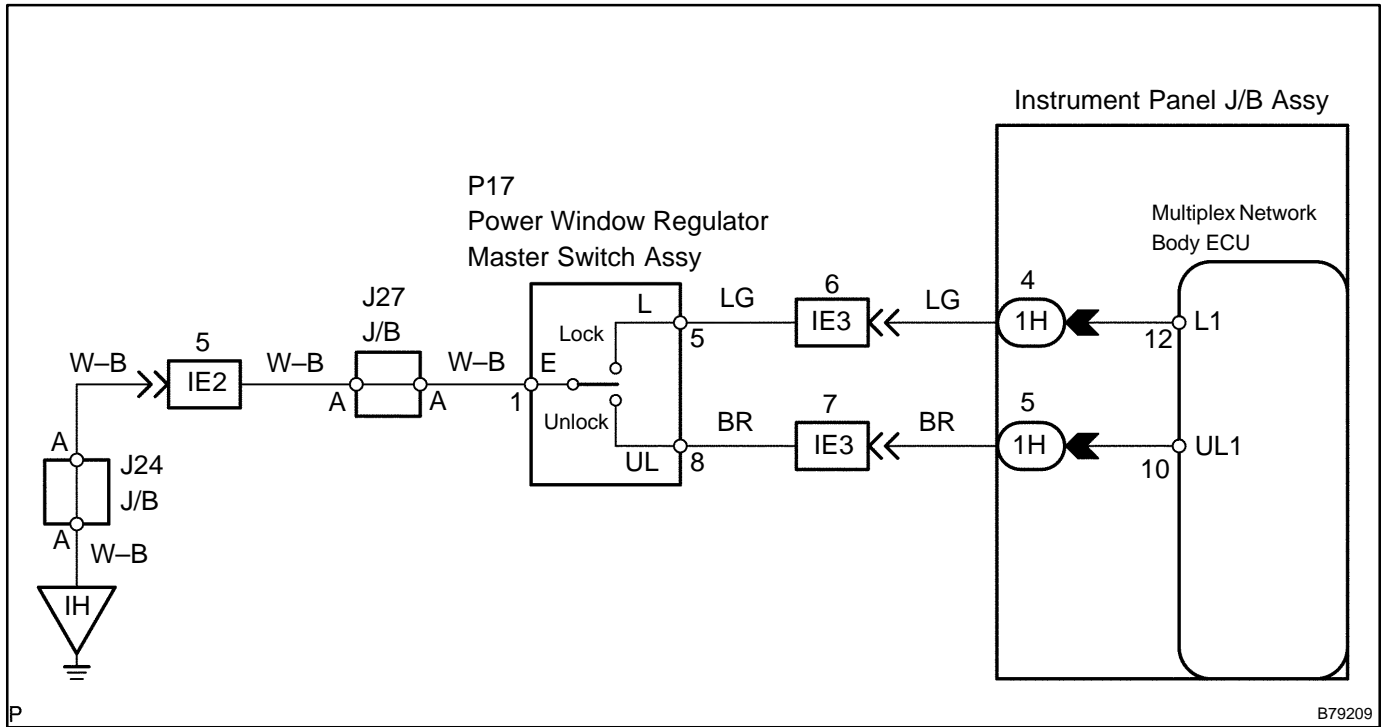 Instrument Panel J/B Assy
P17
Power Window Regulator
Master Switch Assy
Multiplex Network
Body ECU
J27
J/B
L
LG
6
LG
4
5
Lock
5
IE3
1H
12
L1
W–B
IE2
W–B
W–B
E
A
A
1
Unlock
BR
7
BR
5
A
UL
8
IE3
1H
10
UL1
J24
J/B
A
W–B
IH
P
B79209